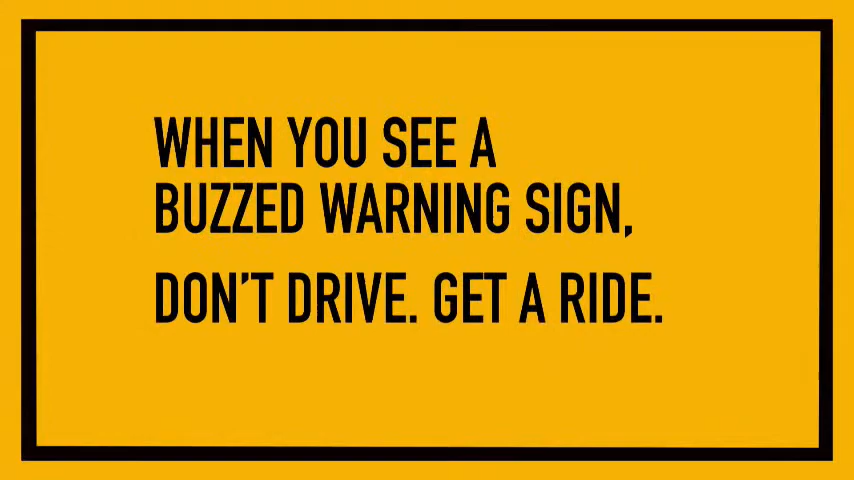 WHEN YOU SEE A
BUZZED WARNING SIGN,
DON'T DRIVE. GET A RIDE.